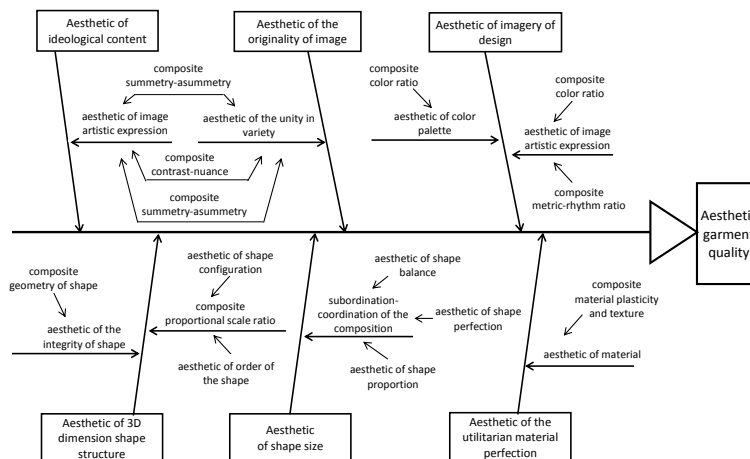 Aesthetic of
ideological content
Aesthetic of the
originality of image
Aesthetic of imagery of
design
composite
summetry-asummetry
aesthetic of image
artistic expression
aesthetic of the unity in
variety
composite
contrast-nuance
composite
summetry-asummetry
composite
color ratio
aesthetic of color
palette
composite
color ratio
aesthetic of image
artistic expression
composite
metric-rhythm ratio
Aesthetic
garment
quality
composite
geometry of shape
aesthetic of the
integrity of shape
aesthetic of shape
configuration
composite
proportional scale ratio
aesthetic of order of
the shape
aesthetic of shape
balance
subordination-
coordination of the
composition
aesthetic of shape
perfection
aesthetic of shape
proportion
composite
material plasticity
and texture
aesthetic of material
Aesthetic of 3D
dimension shape
structure
Aesthetic
of shape size
Aesthetic of the
utilitarian material
perfection